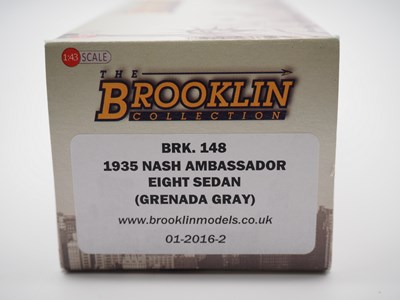 1:43 SCALE
THE
BROOKLIN
COLLECTION
BRK. 148
1935 NASH AMBASSADOR
EIGHT SEDAN
(GRENADA GRAY)
www.brooklinmodels.co.uk
01-2016-2